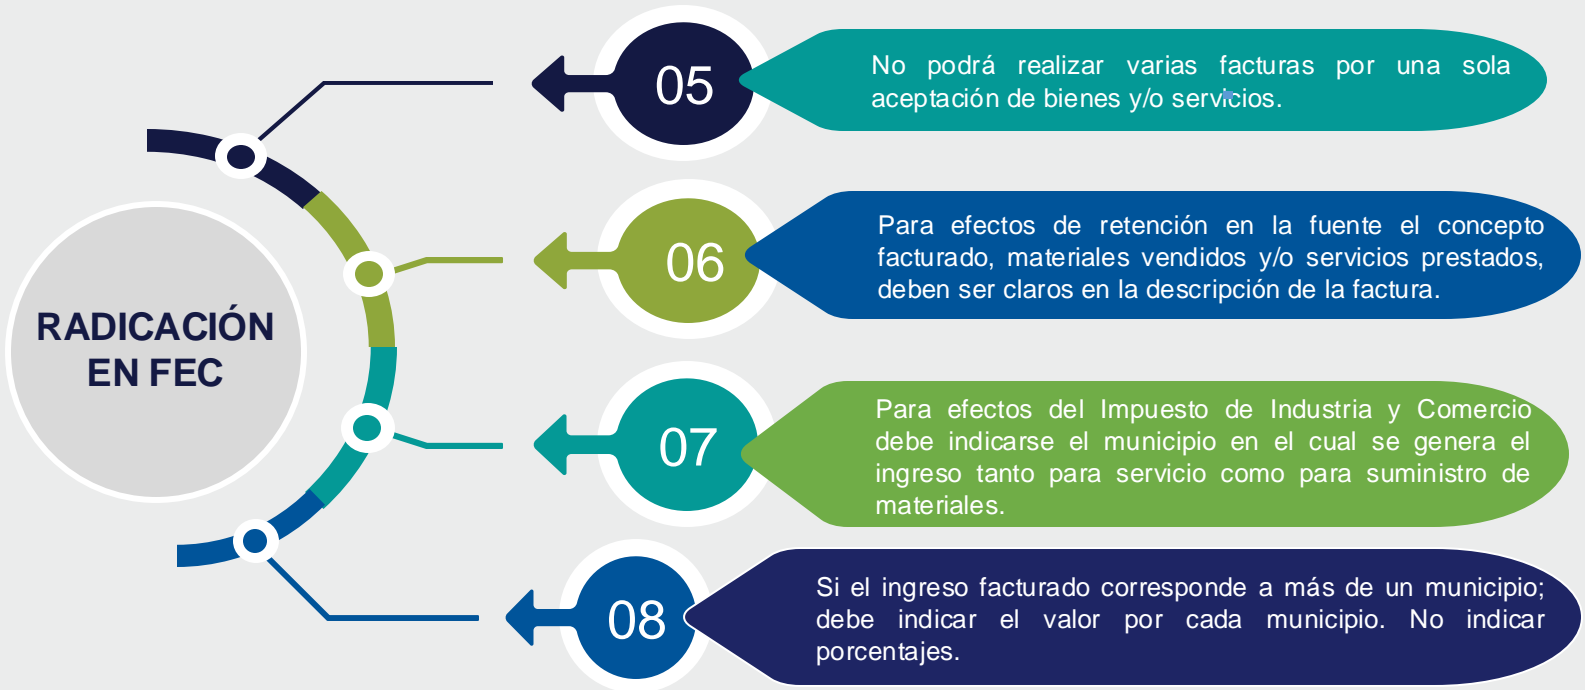 RADICACIÓN
EN FEC
05
No podrá realizar varias facturas por una sola
aceptación de bienes y/o servicios.
06
Para efectos de retención en la fuente el concepto
facturado, materiales vendidos y/o servicios prestados,
deben ser claros en la descripción de la factura.
07
Para efectos del Impuesto de Industria y Comercio
debe indicarse el municipio en el cual se genera el
ingreso tanto para servicio como para suministro de
materiales.
08
Si el ingreso facturado corresponde a más de un municipio;
debe indicar el valor por cada municipio. No indicar
porcentajes.